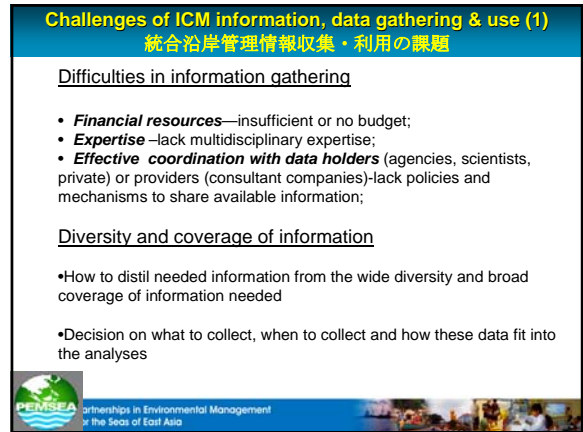 Challenges of ICM information, data gathering & use (1)
統合沿岸管理情報収集・利用の課題
Difficulties in information gathering
• Financial resources—insufficient or no budget;
• Expertise –lack multidisciplinary expertise;
• Effective coordination with data holders (agencies, scientists,
private) or providers (consultant companies)-lack policies and
mechanisms to share available information;
Diversity and coverage of information
•How to distil needed information from the wide diversity and broad
coverage of information needed
•Decision on what to collect, when to collect and how these data fit into
the analyses
PEMSEA
artnerships in Environmental Management
or the Seas of East Asia